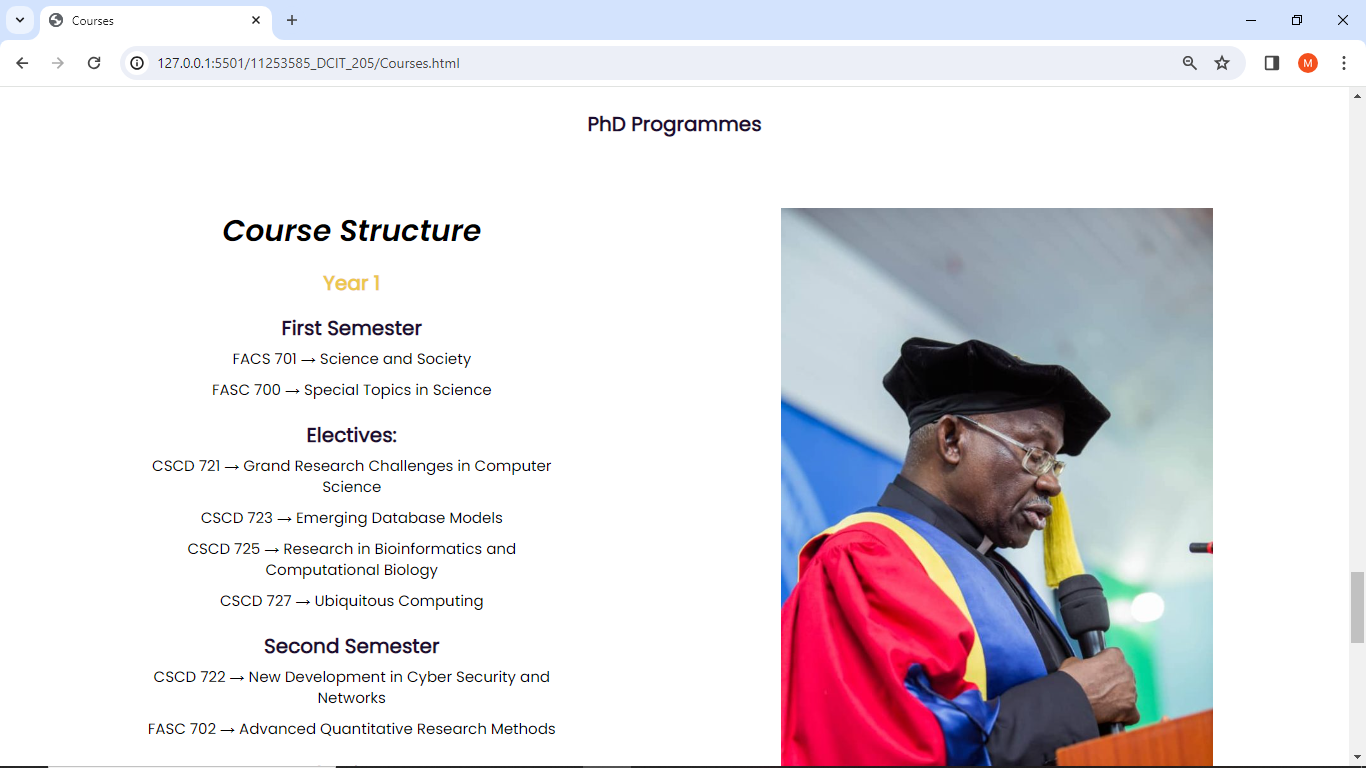 Courses
127.0.0.1:5501/11253585_DCIT_205/Courses.html
M
PhD Programmes
Course Structure
Year 1
First Semester
FACS 701 → Science and Society
FASC 700 → Special Topics in Science
Electives:
CSCD 721 → Grand Research Challenges in Computer
Science
CSCD 723 → Emerging Database Models
CSCD 725 → Research in Bioinformatics and
Computational Biology
CSCD 727 → Ubiquitous Computing
Second Semester
CSCD 722 → New Development in Cyber Security and
Networks
FASC 702 → Advanced Quantitative Research Methods